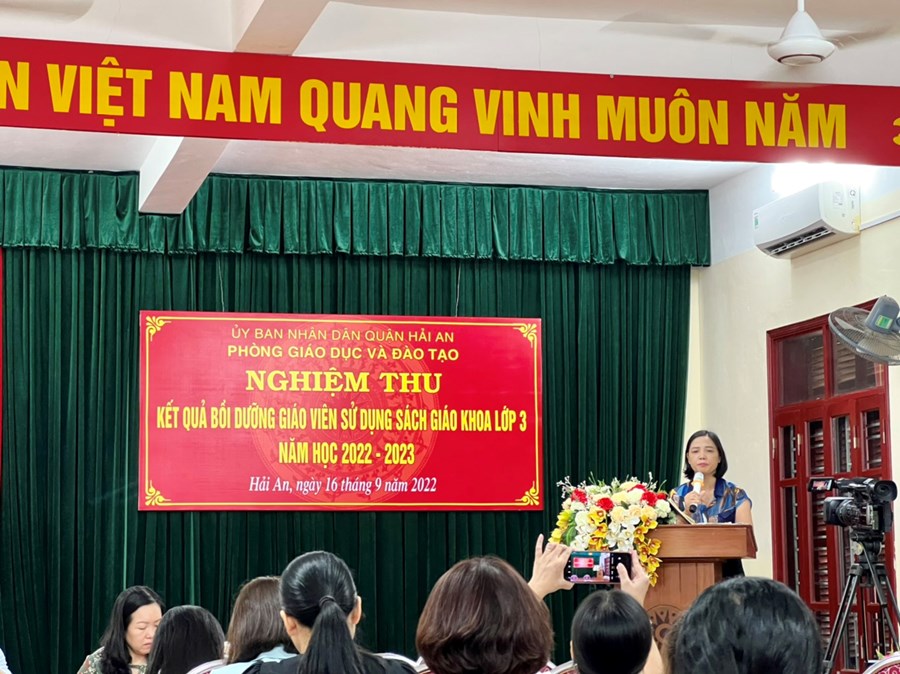 VIỆT NAM QUANG VINH MUÔN NĂM
ỦY BAN NHÂN DÂN QUẬN HẢI AN
PHÒNG GIÁO DỤC VÀ ĐÀO TẠO
NGHIỆM THU
KẾT QUẢ BỒI DƯỠNG GIÁO VIÊN SỬ DỤNG SÁCH GIÁO KHOA LỚP 3
NĂM HỌC 2022 - 2023
Hải An, ngày 16 tháng 9 năm 2022